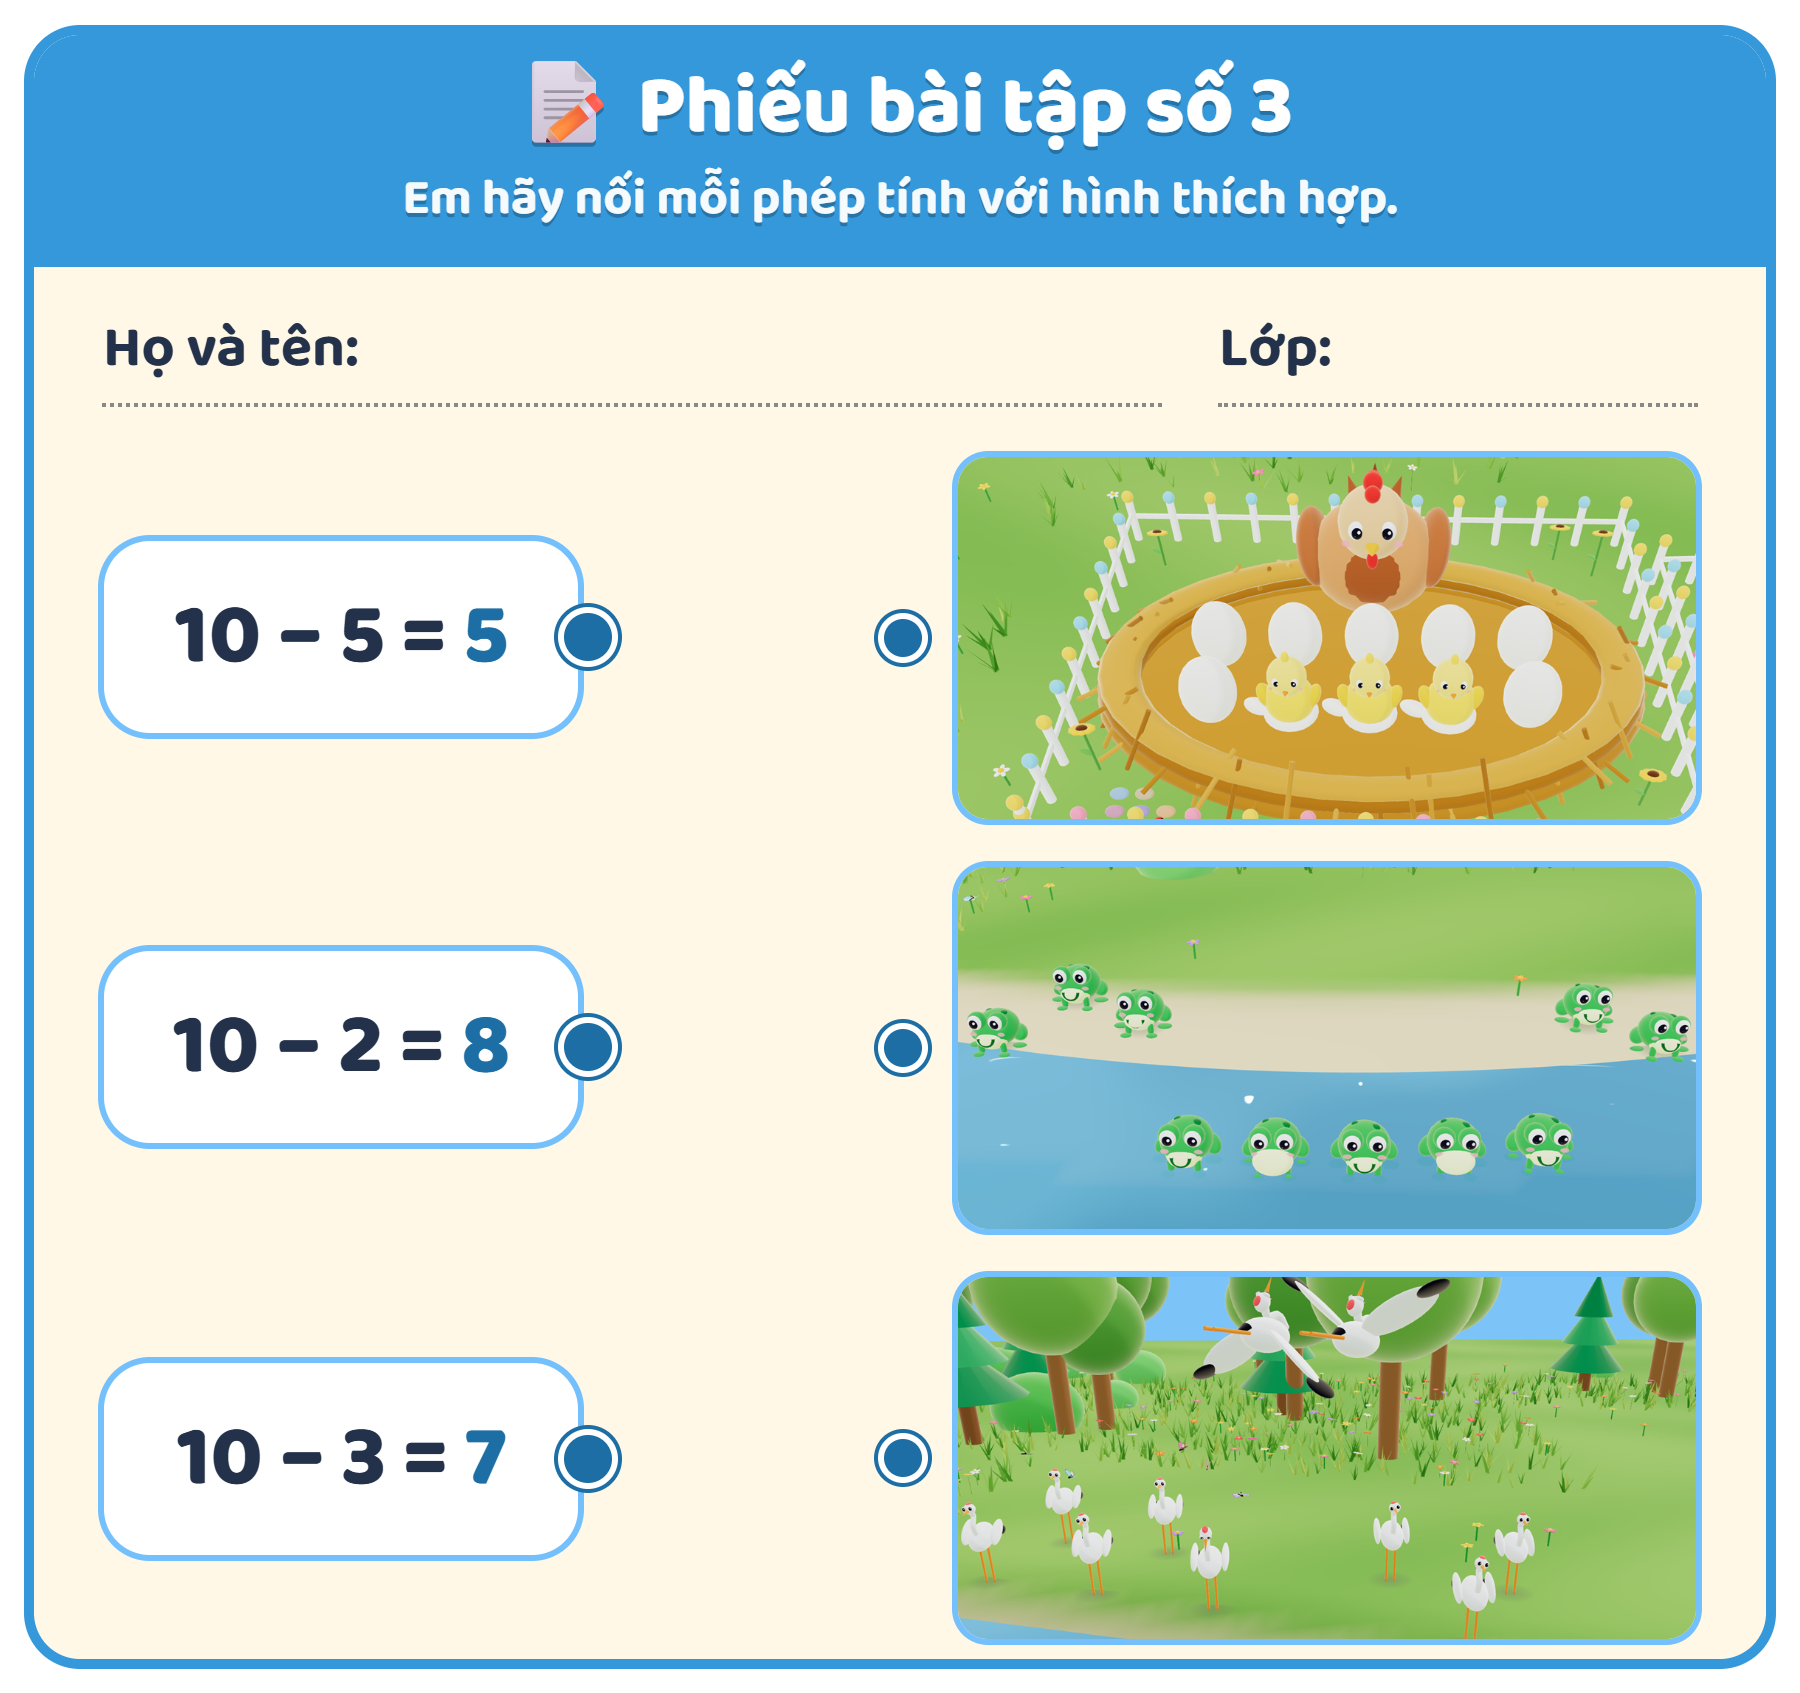 Phiếu bài tập số 3
Em hãy nối mỗi phép tính với hình thích hợp.
Họ và tên:
Lớp:
10 – 5 = 5
10 – 2 = 8
10 – 3 = 7